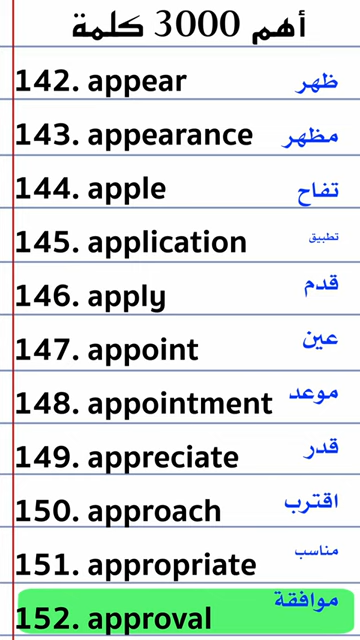 أهم 3000 كلمة
142. appear ظهر
143. appearance مظهر
144. apple تفاح
145. application تطبيق
146. apply قدم
147. appoint عين
148. appointment موعد
149. appreciate قدر
150. approach اقترب
151. appropriate مناسب
152. approval موافقة